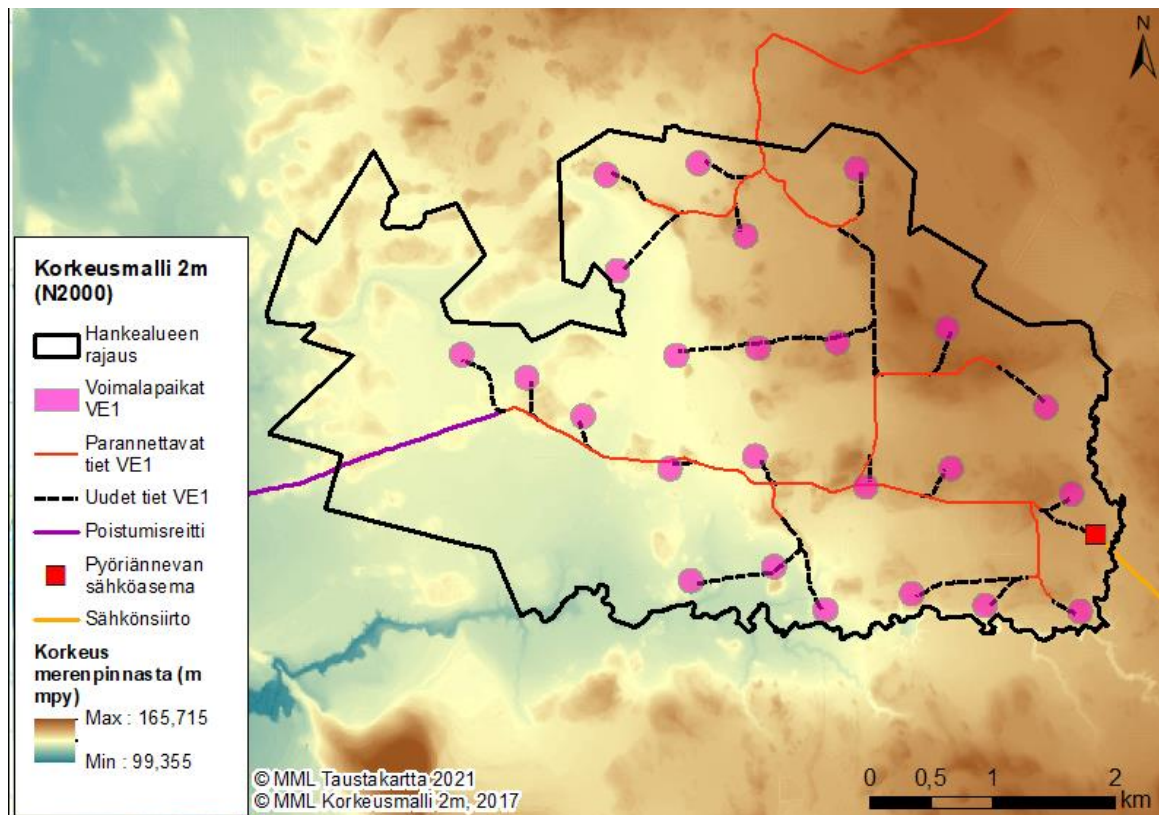 N
Korkeusmalli 2m
(N2000)
Hankealueen
rajaus
Voimalapaikat
VE1
Parannettavat
tiet VE1
Uudet tiet VE1
Poistumisreitti
Pyöriännevan
sähköasema
Sähkönsiirto
Korkeus
merenpinnasta (m
mpy)
Max : 165,715
Min : 99,355
© MML Taustakartta 2021
© MML Korkeusmalli 2m, 2017
0 0,5 1 2
km